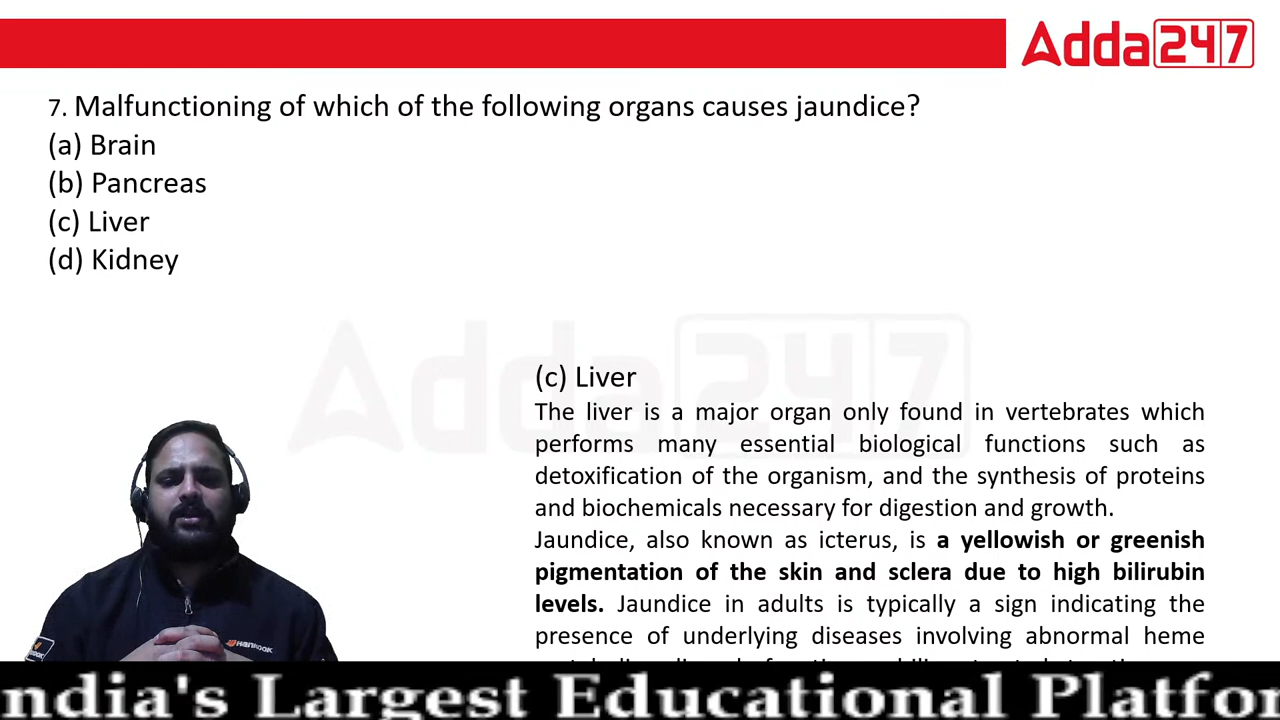 Adda247
7. Malfunctioning of which of the following organs causes jaundice?
(a) Brain
(b) Pancreas
(c) Liver
(d) Kidney
Adda247
(c) Liver
The liver is a major organ only found in vertebrates which
performs many essential biological functions such as
detoxification of the organism, and the synthesis of proteins
and biochemicals necessary for digestion and growth.
Jaundice, also known as icterus, is a yellowish or greenish
pigmentation of the skin and sclera due to high bilirubin
levels. Jaundice in adults is typically a sign indicating the
presence of underlying diseases involving abnormal heme
HANROOK
ndia's Largest Educational Platfor